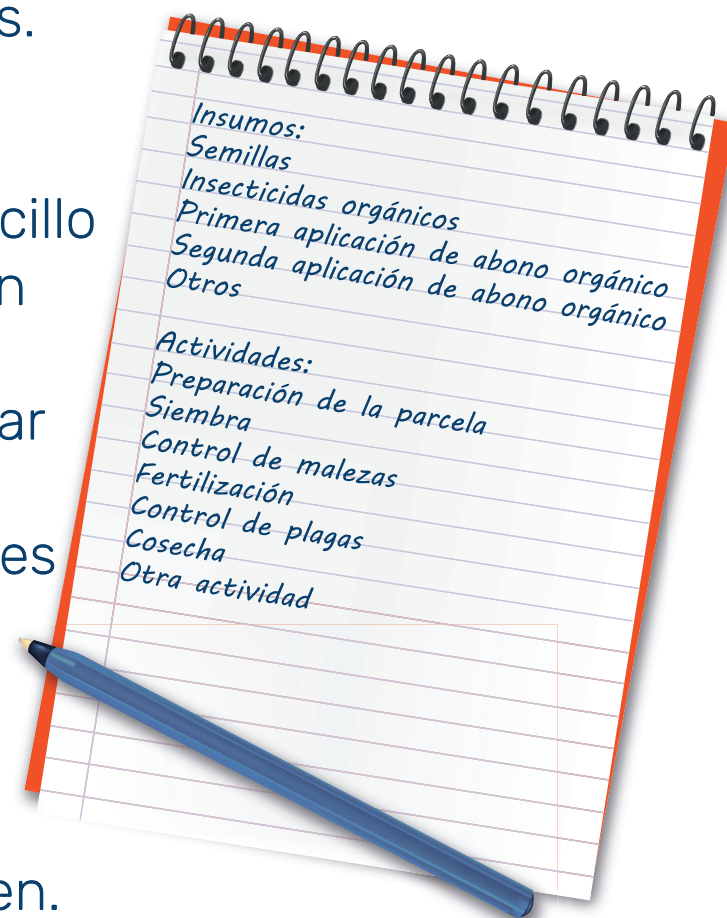 s.
cillo
n
ar
es
en.
Insumos:
Semillas
Insecticidas orgánicos
Primera aplicación de abono orgánico
Segunda aplicación de abono orgánico
Otros
Actividades:
Preparación de la parcela
Siembra
Control de malezas
Fertilización
Control de plagas
Cosecha
Otra actividad